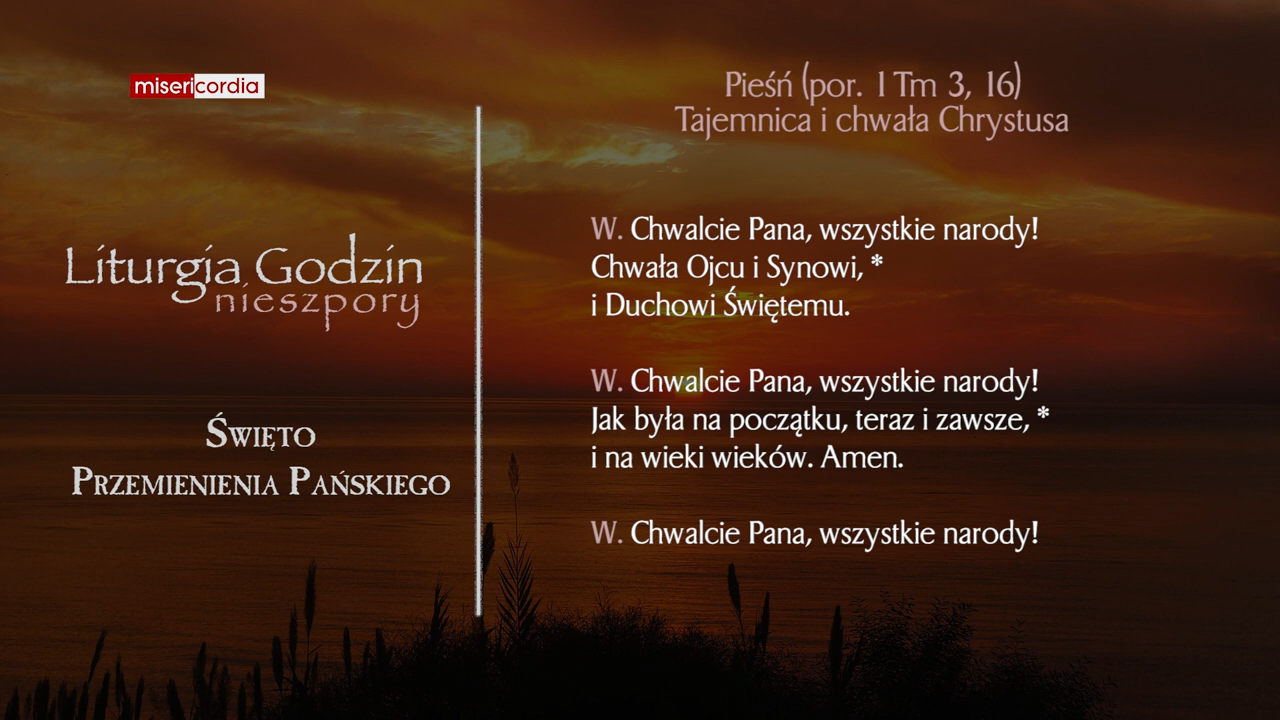 misericordia
Liturgia Godzin
nieszpory
Święto
Przemienienia Pańskiego
Pieśń (por. 1 Tm 3, 16)
Tajemnica i chwała Chrystusa
W. Chwalcie Pana, wszystkie narody!
Chwała Ojcu i Synowi, *
i Duchowi Świętemu.
W. Chwalcie Pana, wszystkie narody!
Jak była na początku, teraz i zawsze, *
i na wieki wieków. Amen.
W. Chwalcie Pana, wszystkie narody!